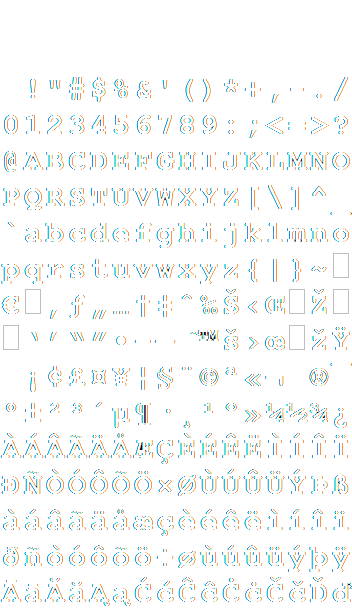 ! " # $ % & ' ( ) * + , - . /
0 1 2 3 4 5 6 7 8 9 : ; < = > ?
@ A B C D E F G H I J K L M N O
P Q R S T U V W X Y Z [ \ ] ^ _
` a b c d e f g h i j k l m n o
p q r s t u v w x y z { | } ~ □
€ □ ‚ ƒ „ … † ‡ ˆ ‰ Š ‹ Œ □ Ž □
□ ‘ ’ “ ” • – — ˜ ™ š › œ □ ž Ÿ
¡ ¢ £ ¤ ¥ ¦ § ¨ © ª « ¬ ® ¯
° ± ² ³ ´ µ ¶ · ¸ ¹ º » ¼ ½ ¾ ¿
À Á Â Ã Ä Å Æ Ç È É Ê Ë Ì Í Î Ï
Ð Ñ Ò Ó Ô Õ Ö × Ø Ù Ú Û Ü Ý Þ ß
à á â ã ä å æ ç è é ê ë ì í î ï
ð ñ ò ó ô õ ö ÷ ø ù ú û ü ý þ ÿ
Ā ā Ă ă Ą ą Ć ć Ĉ ĉ Ċ ċ Č č Ď ď